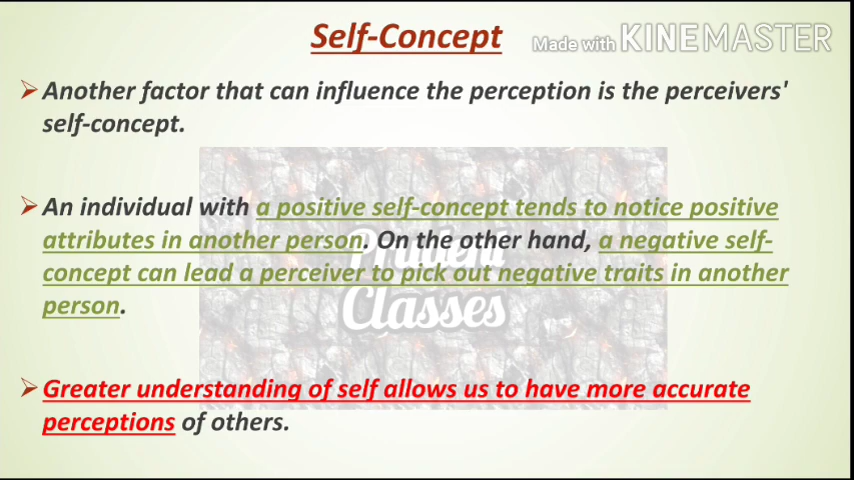 Self-Concept
Made with KINEMASTER
➢Another factor that can influence the perception is the perceivers'
self-concept.
➢An individual with a positive self-concept tends to notice positive
attributes in another person. On the other hand, a negative self-
concept can lead a perceiver to pick out negative traits in another
person.
Prudent
Classes
➢Greater understanding of self allows us to have more accurate
perceptions of others.